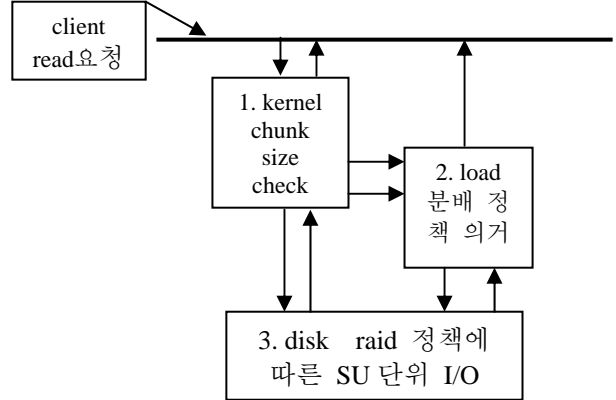 client
read요청
1. kernel
chunk
size
check
2. load
분배 정
책 의거
3. disk raid 정책에
따른 SU 단위 I/O